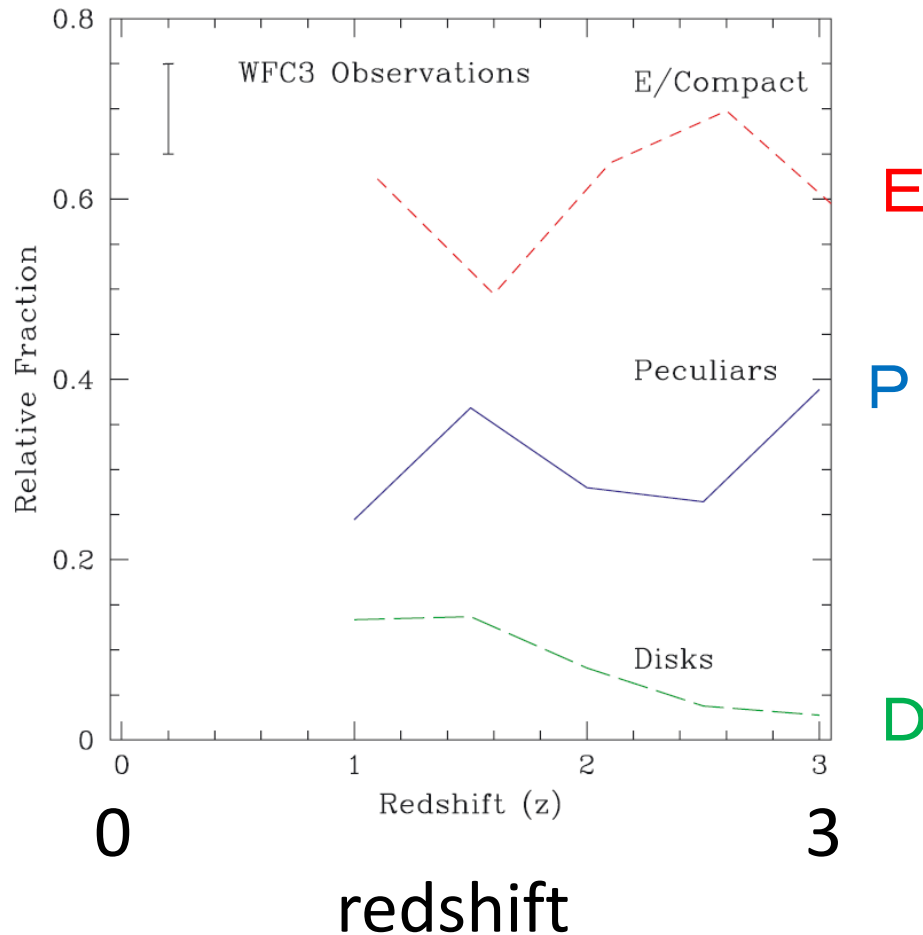 0.8
WFC3 Observations
E/Compact
0.6
E
Relative Fraction
Peculiars
0.4
P
0.2
Disks
0
D
0 1 2 3
Redshift (z)
0 3
redshift